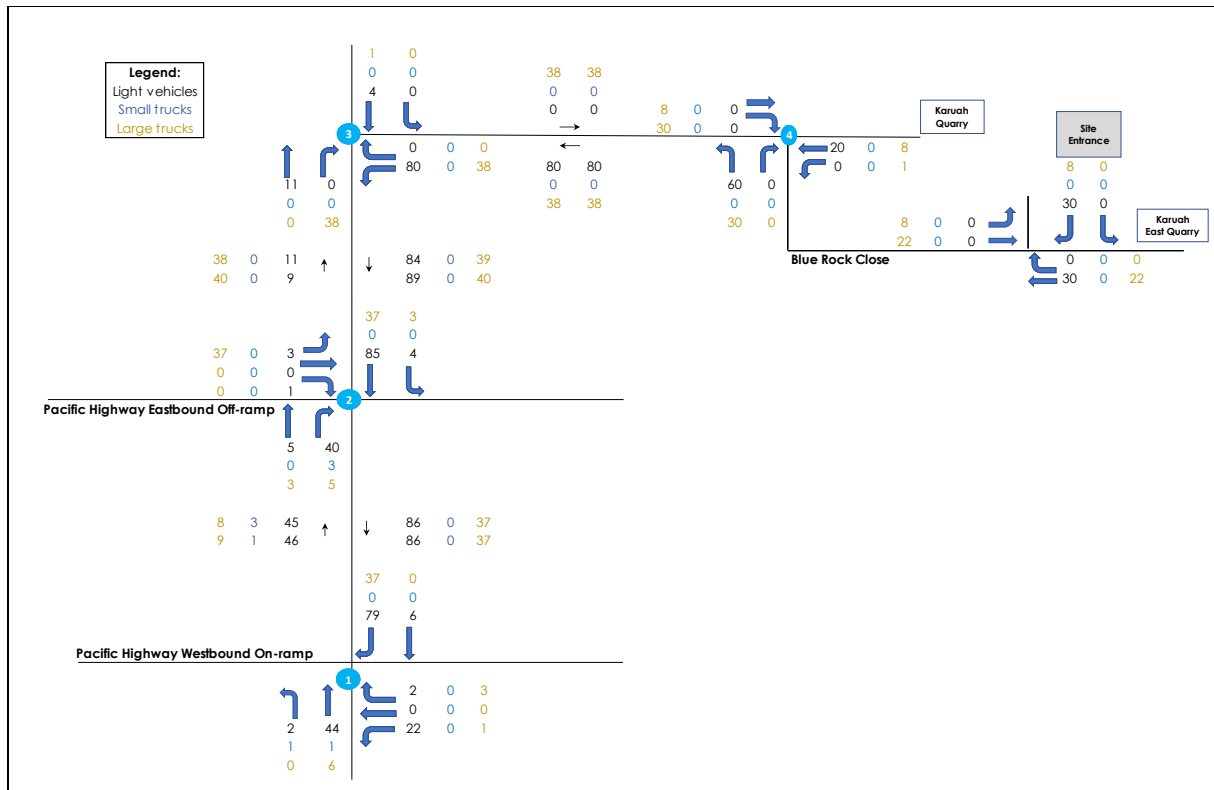 Legend:
Light vehicles
Small trucks
Large trucks
1 0
0 0
4 0
38 38
0 0
0 0
8 0 0
30 0 0
Karuah
Quarry
Site
Entrance
3
4
0 0 0
80 0 38
20 0 8
0 0 1
8 0
0 0
30 0
11 0
0 0
0 38
80 80
0 0
38 38
60 0
0 0
30 0
8 0 0
22 0 0
Karuah
East Quarry
Blue Rock Close
0 0 0
30 0 22
38 0 11
40 0 9
84 0 39
89 0 40
37 3
0 0
85 4
37 0 3
0 0 0
0 0 1
2
Pacific Highway Eastbound Off-ramp
5 40
0 3
3 5
8 3 45
9 1 46
86 0 37
86 0 37
37 0
0 0
79 6
Pacific Highway Westbound On-ramp
1
2 44
1 1
0 6
2 0 3
0 0 0
22 0 1